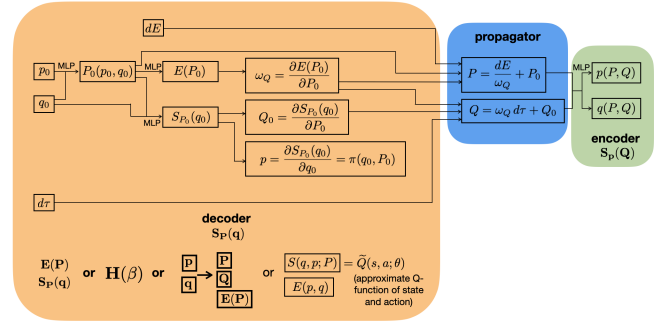 dE
propagator
p₀
MLP
P₀(p₀, q₀)
MLP
E(P₀)
ω_Q = ∂E(P₀)/∂P₀
P = dE/ω_Q + P₀
MLP
p(P, Q)
q₀
MLP
S_{P₀}(q₀)
Q₀ = ∂S_{P₀}(q₀)/∂P₀
Q = ω_Q dτ + Q₀
q(P, Q)
p = ∂S_{P₀}(q₀)/∂q₀ = π(q₀, P₀)
encoder
S_p(Q)
dτ
decoder
S_P(q)
E(P)
S_P(q)
or H(β) or
p
q
P
Q
E(P)
or
S(q, p; P) = Q̃(s, a; θ)
E(p, q)
(approximate Q-
function of state
and action)